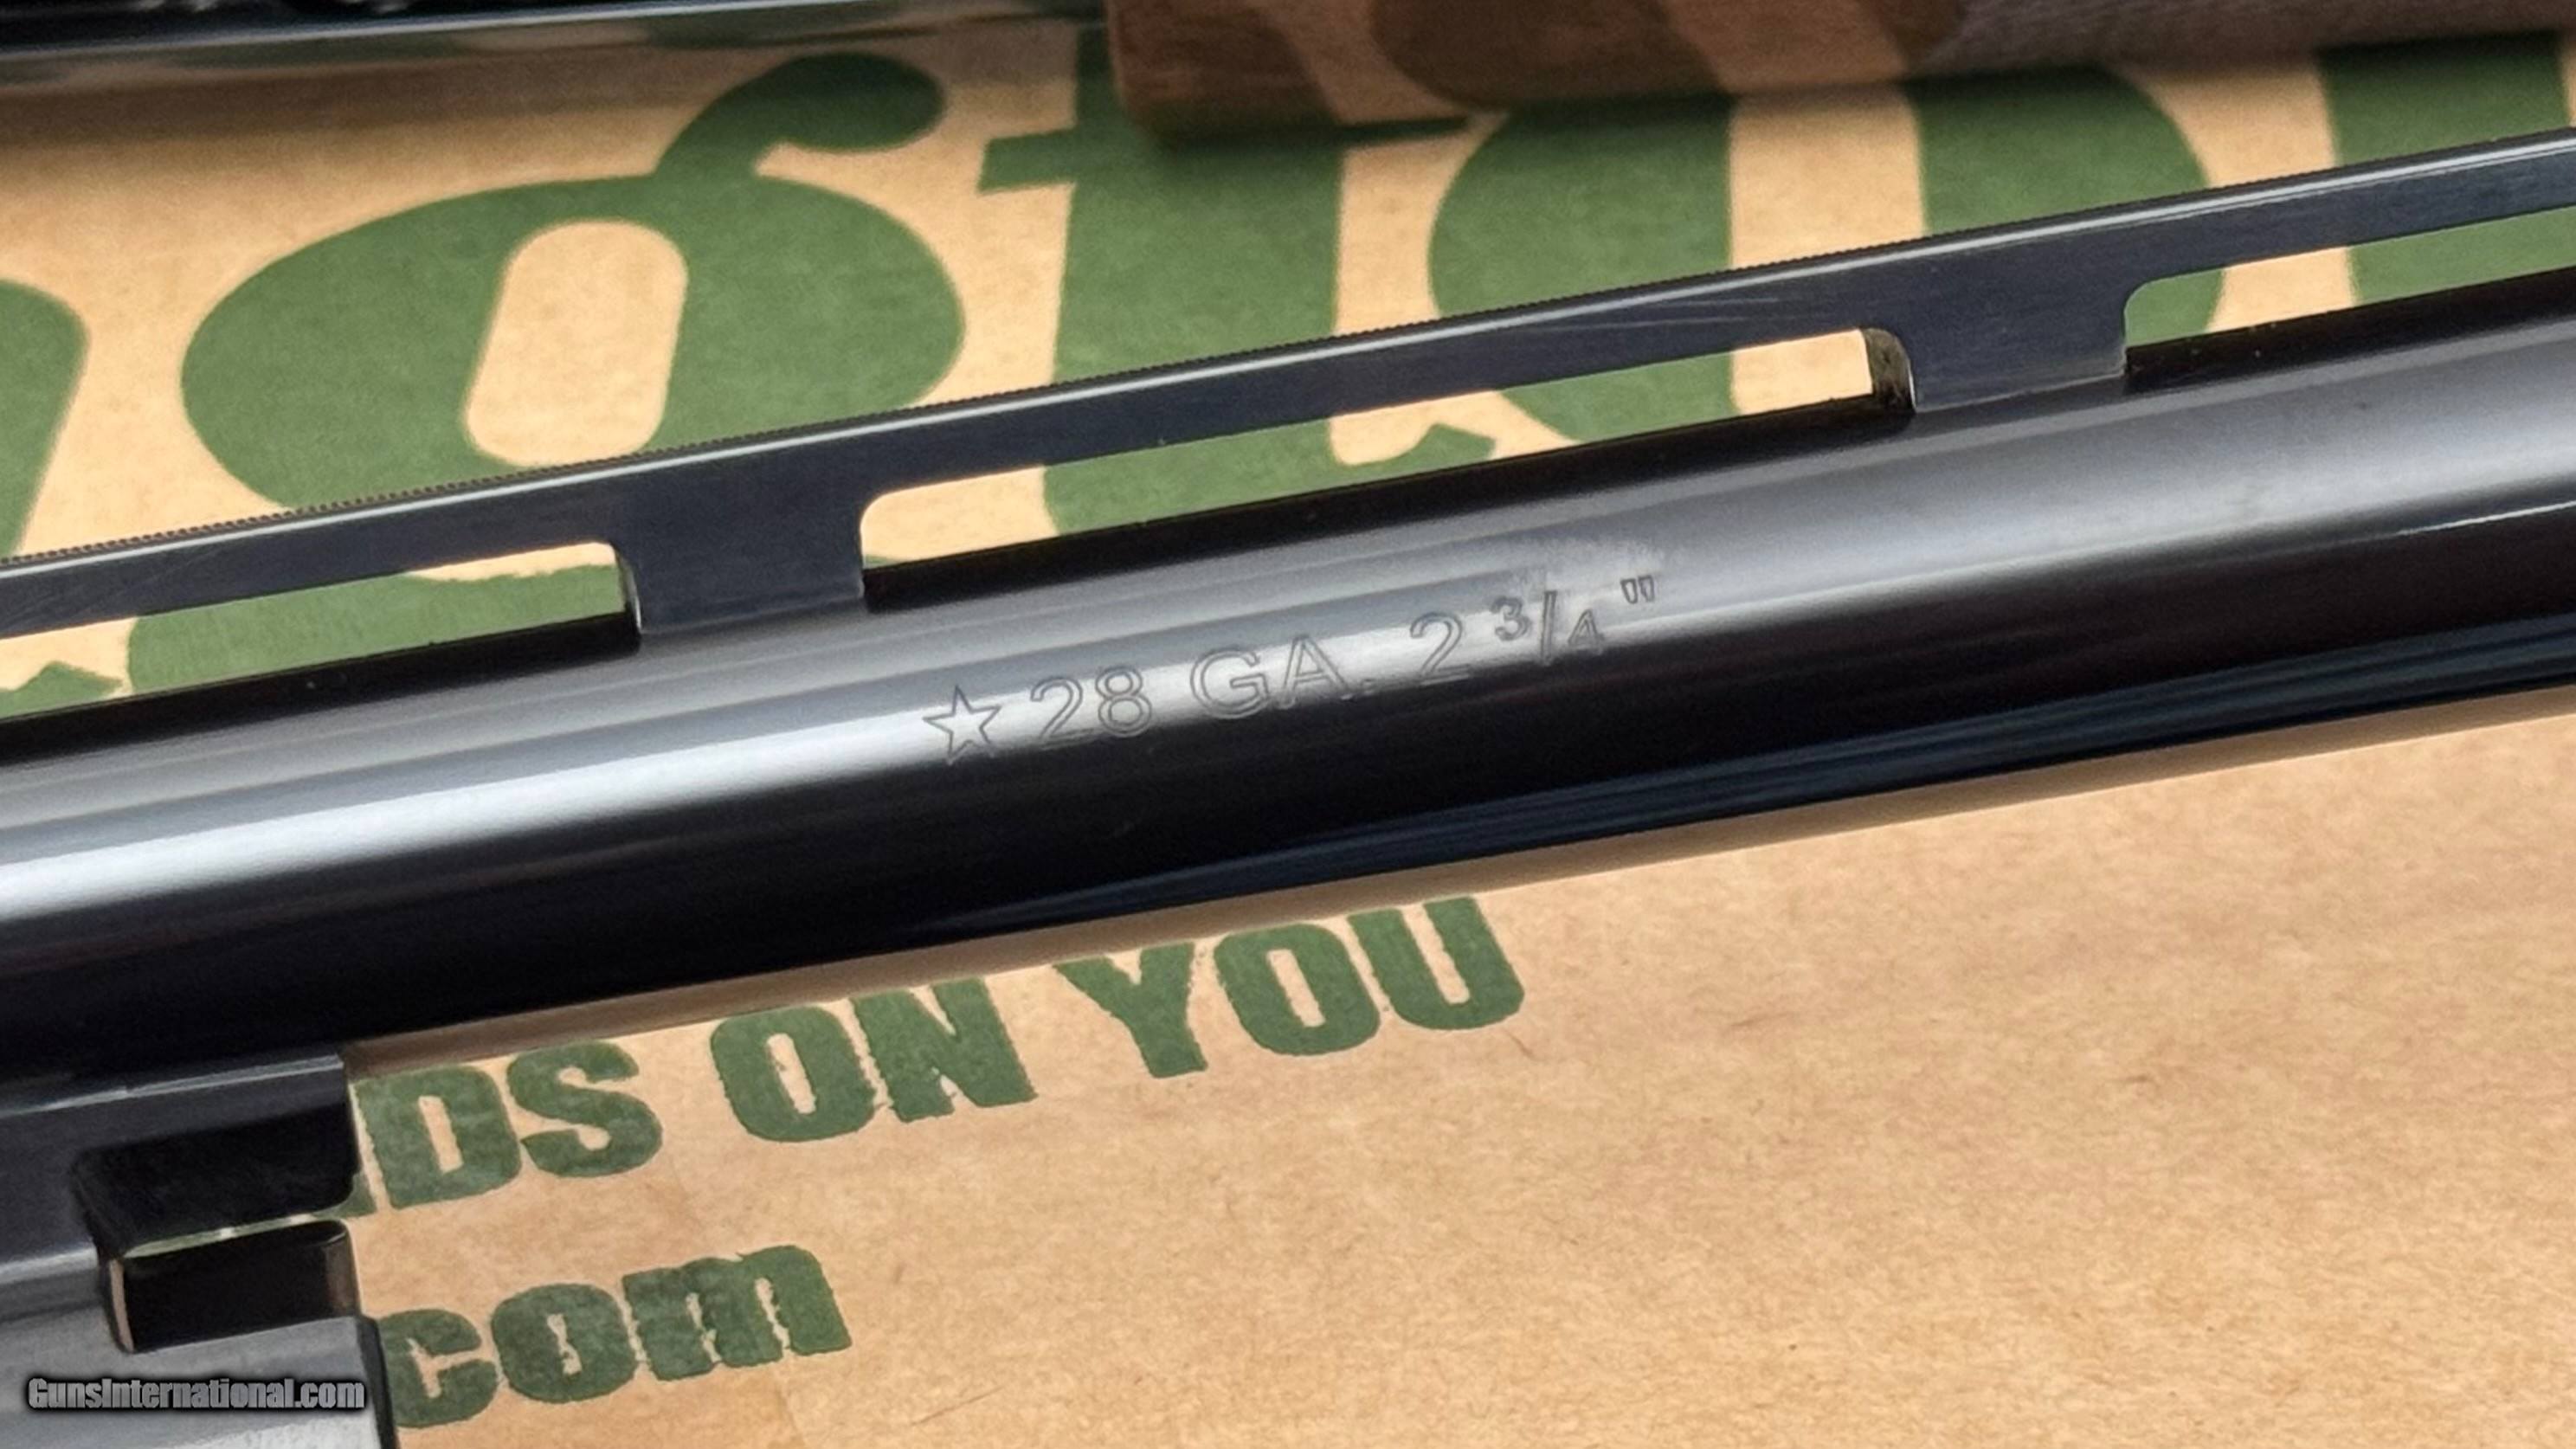 ☆ 28 GA. 2 3/4"
DS ON YOU
.com
GunsInternational.com